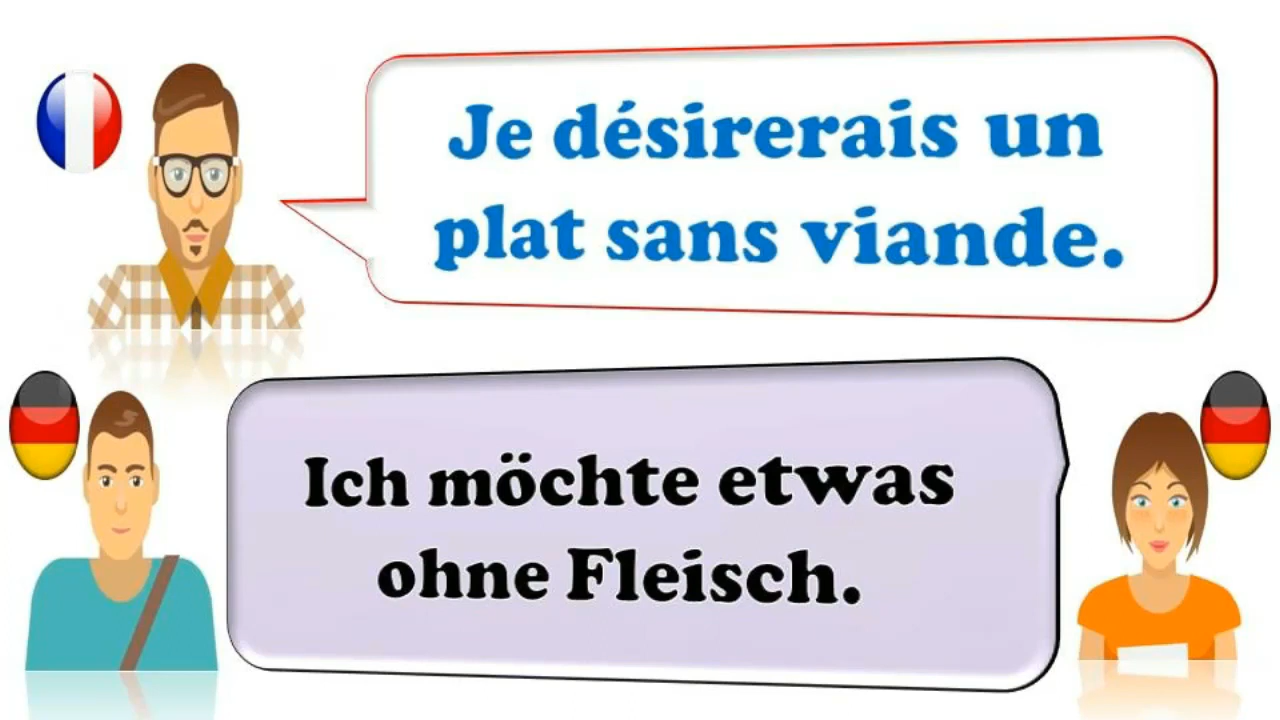 Je désirerais un
plat sans viande.
Ich möchte etwas
ohne Fleisch.